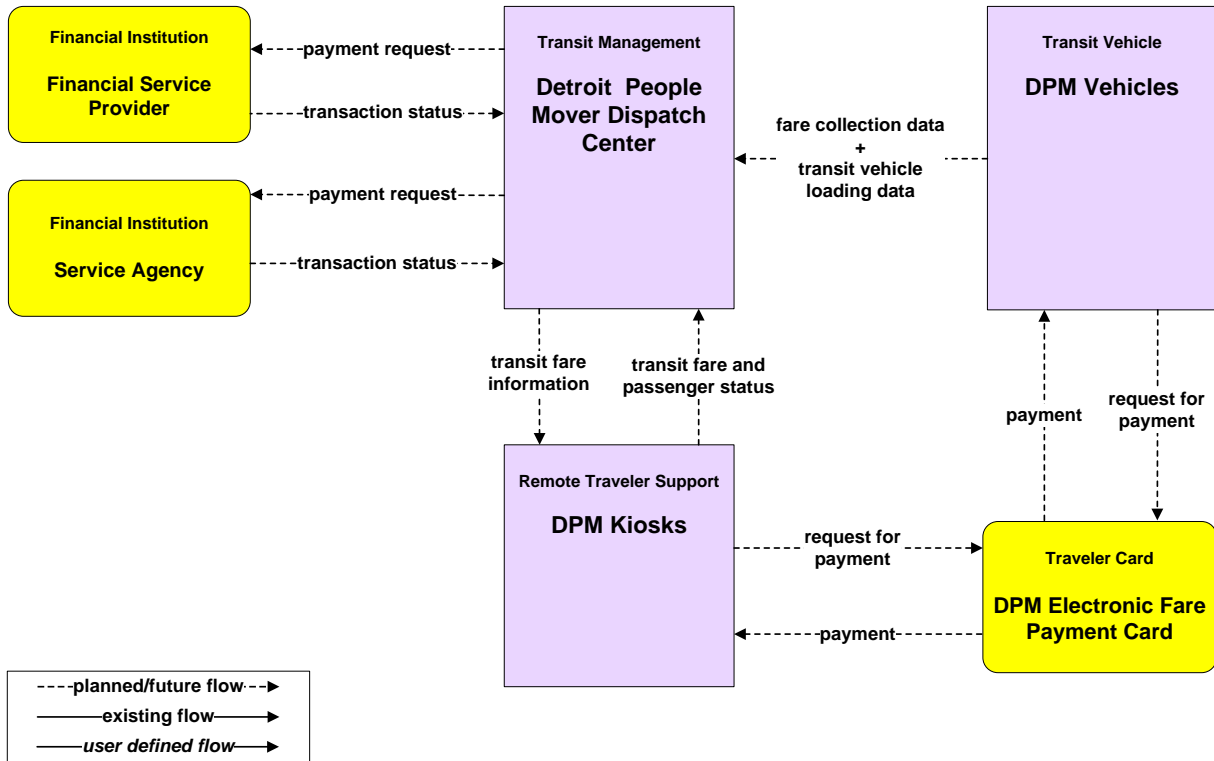 Financial Institution
Financial Service
Provider
payment request
transaction status
Transit Management
Detroit People
Mover Dispatch
Center
Transit Vehicle
DPM Vehicles
fare collection data
+
transit vehicle
loading data
Financial Institution
Service Agency
payment request
transaction status
transit fare
information
transit fare and
passenger status
payment
request for
payment
Remote Traveler Support
DPM Kiosks
request for
payment
payment
Traveler Card
DPM Electronic Fare
Payment Card
planned/future flow
existing flow
user defined flow